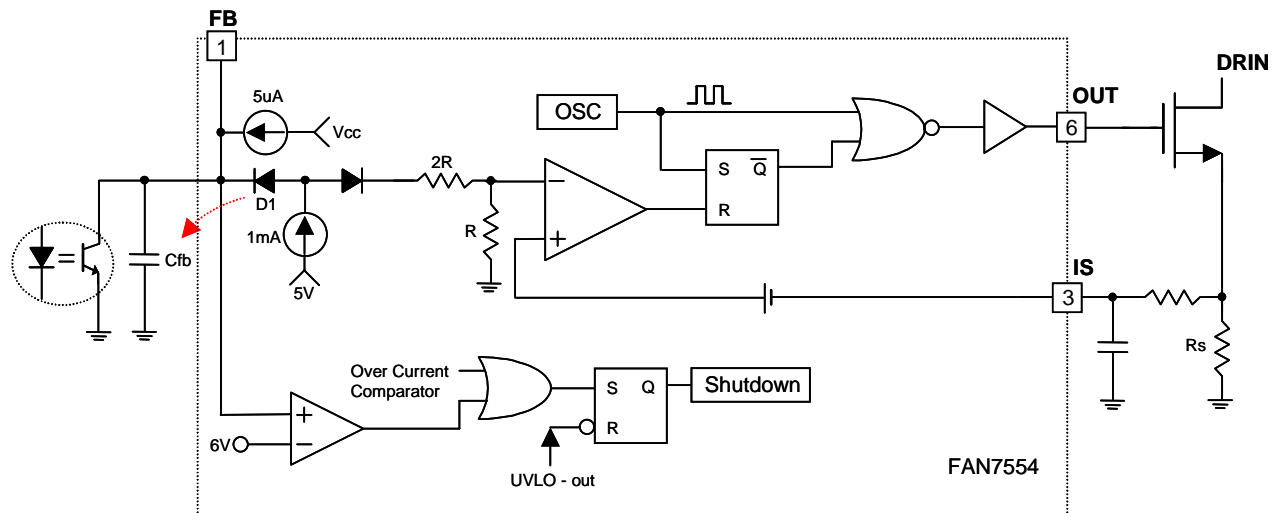 FB
1
5uA
Vcc
OSC
DRIN
OUT
6
2R
S Q
R
D1
R
1mA
5V
Cfb
IS
3
Rs
Over Current
Comparator
S Q
R
Shutdown
6V
UVLO - out
FAN7554